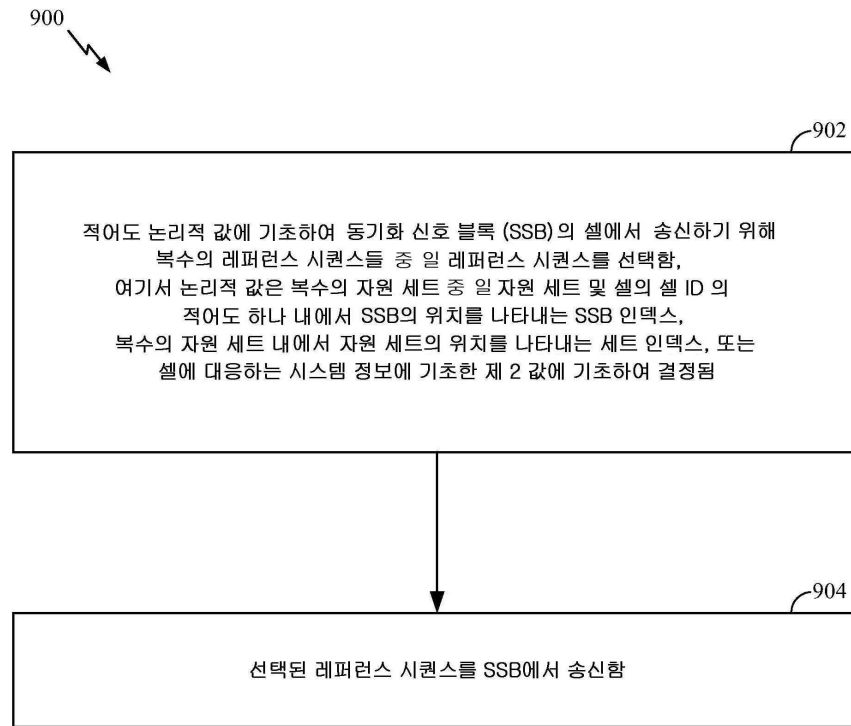 900
902
적어도 논리적 값에 기초하여 동기화 신호 블록 (SSB)의 셀에서 송신하기 위해
복수의 레퍼런스 시퀀스들 중 일 레퍼런스 시퀀스를 선택함,
여기서 논리적 값은 복수의 자원 세트 중 일 자원 세트 및 셀의 셀 ID 의
적어도 하나 내에서 SSB의 위치를 나타내는 SSB 인덱스,
복수의 자원 세트 내에서 자원 세트의 위치를 나타내는 세트 인덱스, 또는
셀에 대응하는 시스템 정보에 기초한 제 2 값에 기초하여 결정됨
904
선택된 레퍼런스 시퀀스를 SSB에서 송신함